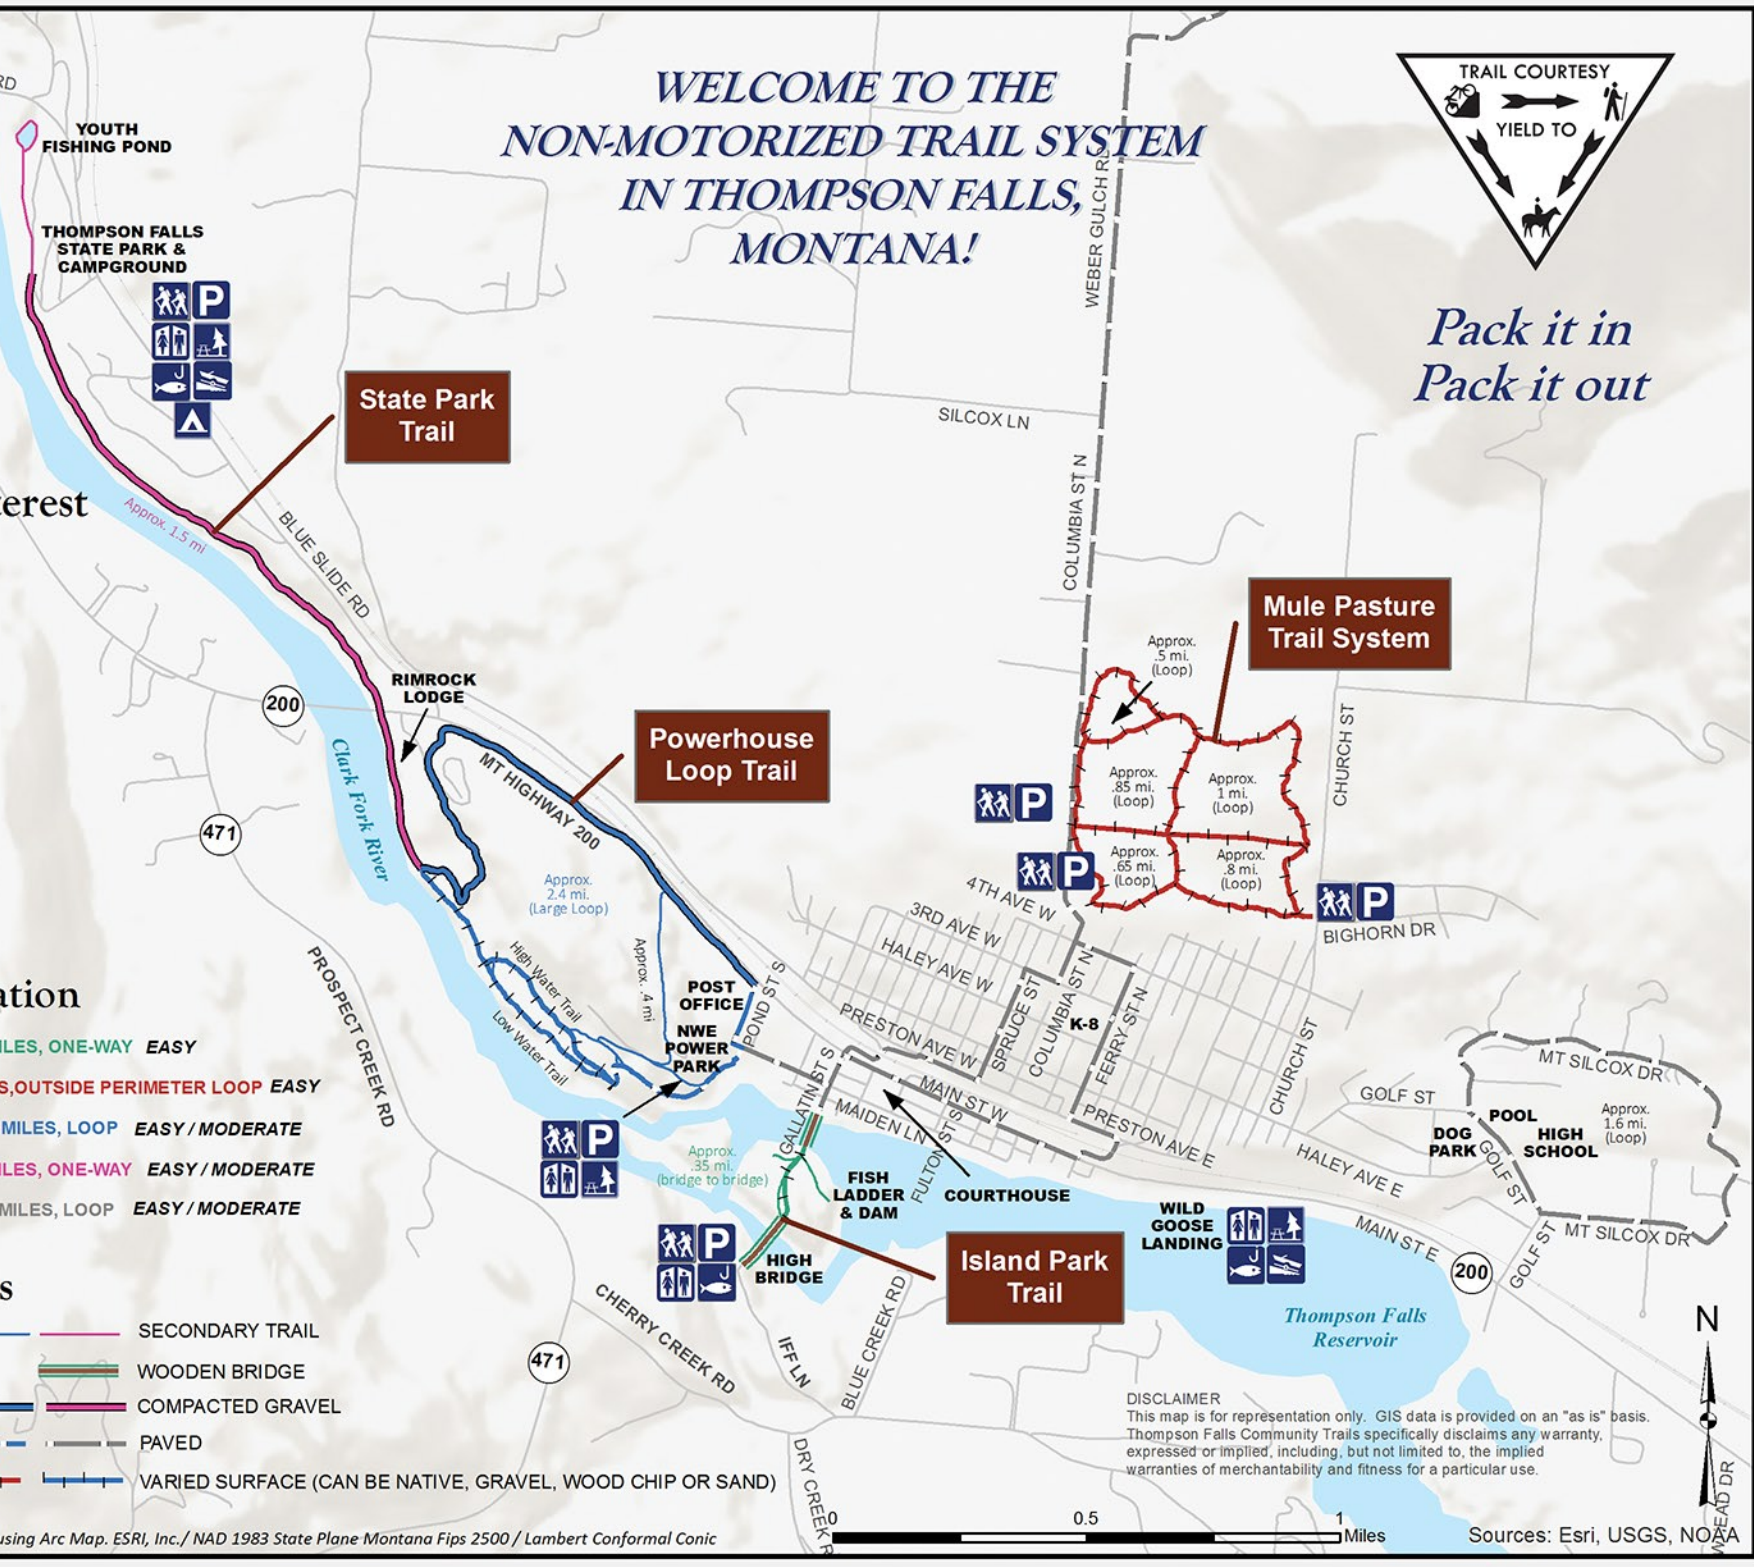 WELCOME TO THE
NON-MOTORIZED TRAIL SYSTEM
IN THOMPSON FALLS,
MONTANA!
TRAIL COURTESY
YIELD TO
Pack it in
Pack it out
RD
YOUTH
FISHING POND
THOMPSON FALLS
STATE PARK &
CAMPGROUND
P
State Park
Trail
Approx. 1.5 mi
BLUE SLIDE RD
WEBER GULCH RD
SILCOX LN
COLUMBIA ST N
terest
RIMROCK
LODGE
200
Clark Fork River
471
MT HIGHWAY 200
Powerhouse
Loop Trail
Approx.
2.4 mi.
(Large Loop)
Approx. .4 mi
High Water Trail
Low Water Trail
POST
OFFICE
NWE
POWER
PARK
POND ST S
P
Mule Pasture
Trail System
Approx.
.5 mi.
(Loop)
Approx.
.85 mi.
(Loop)
Approx.
1 mi.
(Loop)
Approx.
.65 mi.
(Loop)
Approx.
.8 mi.
(Loop)
P
P
P
CHURCH ST
BIGHORN DR
4TH AVE W
3RD AVE W
HALEY AVE W
PRESTON AVE W
SPRUCE ST
COLUMBIA ST N
K-8
FERRY ST N
CHURCH ST
MAIN ST W
MAIDEN LN
GALLATIN ST S
FULTON ST S
PRESTON AVE E
HALEY AVE E
MAIN ST E
COURTHOUSE
FISH
LADDER
& DAM
Approx.
.35 mi.
(bridge to bridge)
P
HIGH
BRIDGE
Island Park
Trail
WILD
GOOSE
LANDING
GOLF ST
MT SILCOX DR
POOL
DOG
PARK
HIGH
SCHOOL
Approx.
1.6 mi.
(Loop)
GOLF ST
MT SILCOX DR
GOLF ST
200
Thompson Falls
Reservoir
PROSPECT CREEK RD
CHERRY CREEK RD
471
IFF LN
BLUE CREEK RD
DRY CREEK R
ation
ILES, ONE-WAY EASY
S,OUTSIDE PERIMETER LOOP EASY
MILES, LOOP EASY / MODERATE
ILES, ONE-WAY EASY / MODERATE
MILES, LOOP EASY / MODERATE
s
SECONDARY TRAIL
WOODEN BRIDGE
COMPACTED GRAVEL
PAVED
VARIED SURFACE (CAN BE NATIVE, GRAVEL, WOOD CHIP OR SAND)
using Arc Map. ESRI, Inc./ NAD 1983 State Plane Montana Fips 2500 / Lambert Conformal Conic
DISCLAIMER
This map is for representation only. GIS data is provided on an "as is" basis.
Thompson Falls Community Trails specifically disclaims any warranty,
expressed or implied, including, but not limited to, the implied
warranties of merchantability and fitness for a particular use.
0 0.5 1
Miles
N
Sources: Esri, USGS, NOAA